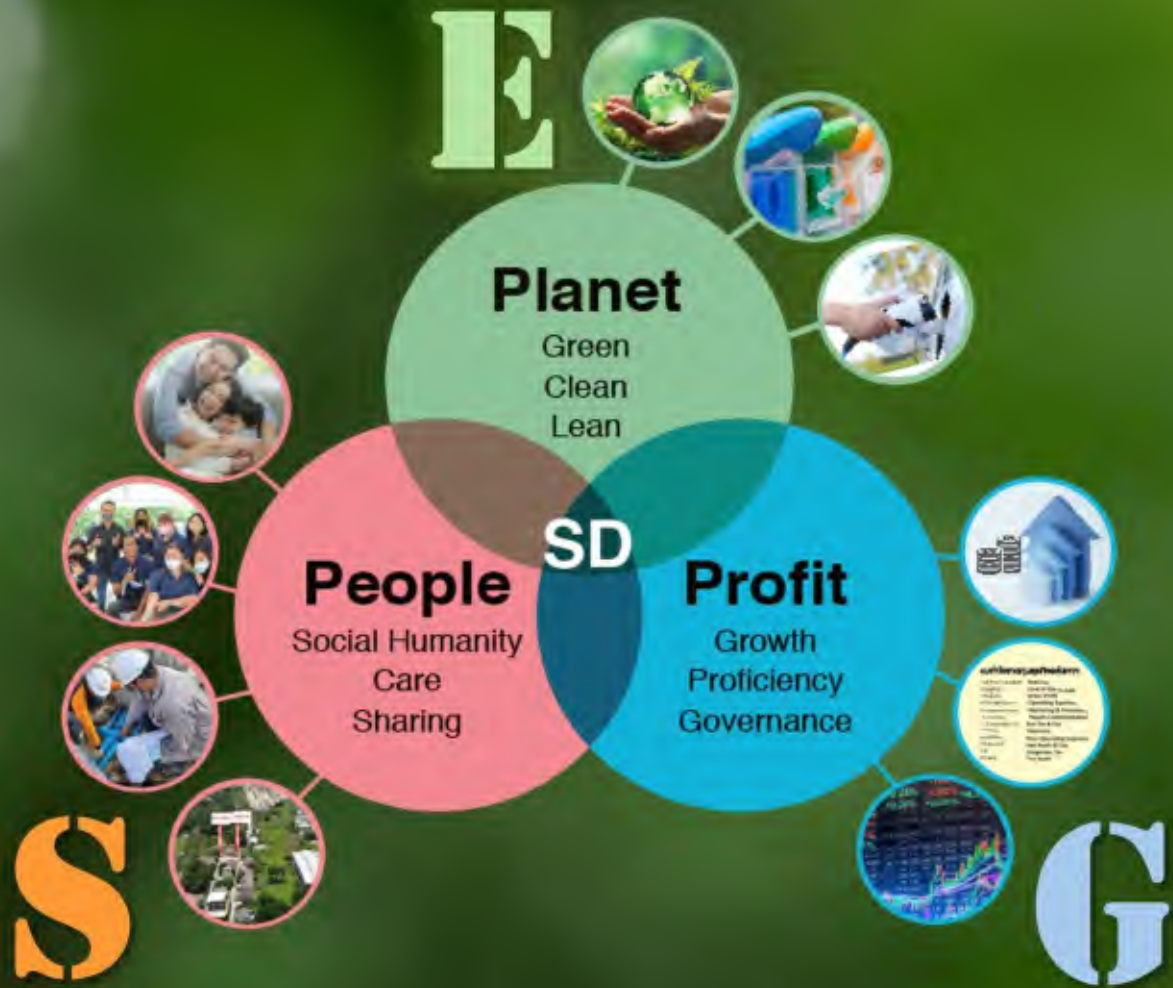 E
Planet
Green
Clean
Lean
SD
People
Social Humanity
Care
Sharing
Profit
Growth
Proficiency
Governance
S
G